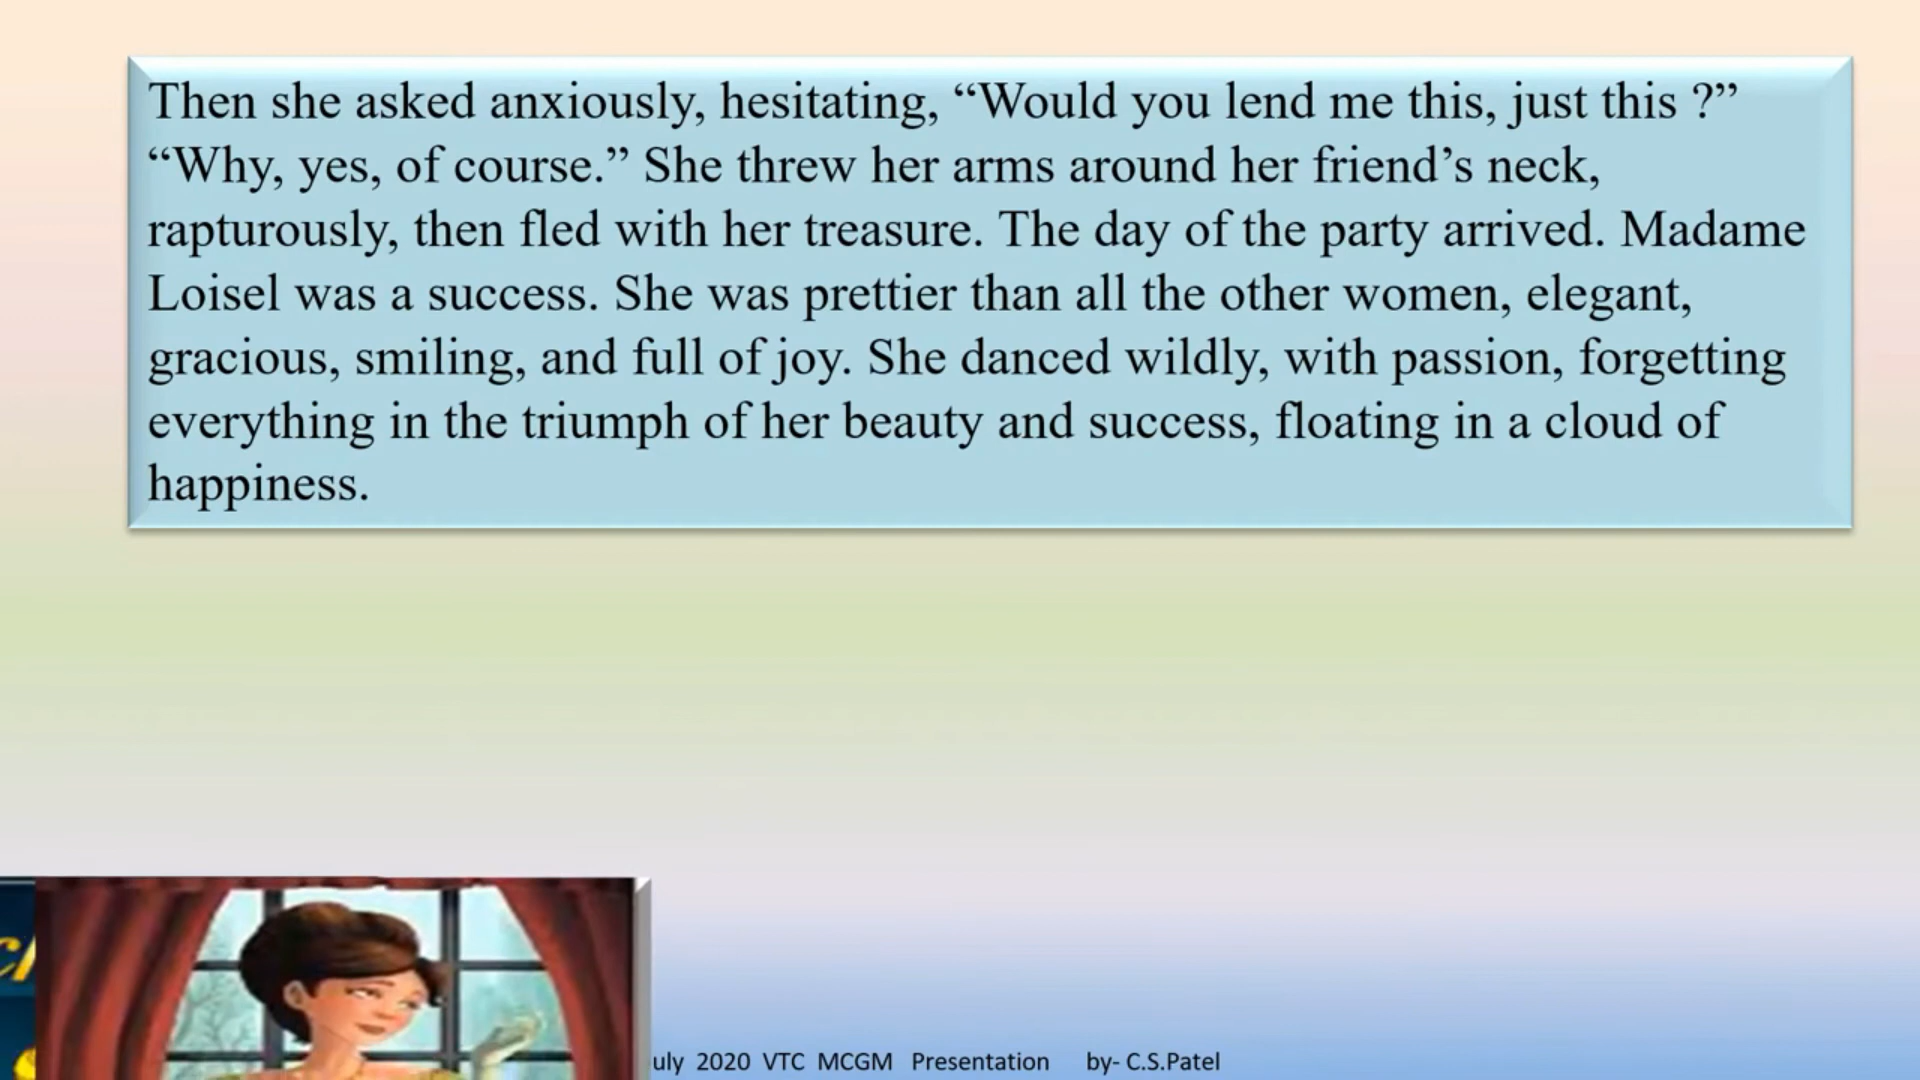 Then she asked anxiously, hesitating, “Would you lend me this, just this ?”
“Why, yes, of course.” She threw her arms around her friend’s neck,
rapturously, then fled with her treasure. The day of the party arrived. Madame
Loisel was a success. She was prettier than all the other women, elegant,
gracious, smiling, and full of joy. She danced wildly, with passion, forgetting
everything in the triumph of her beauty and success, floating in a cloud of
happiness.
2020 VTC MCGM Presentation by- C.S.Patel